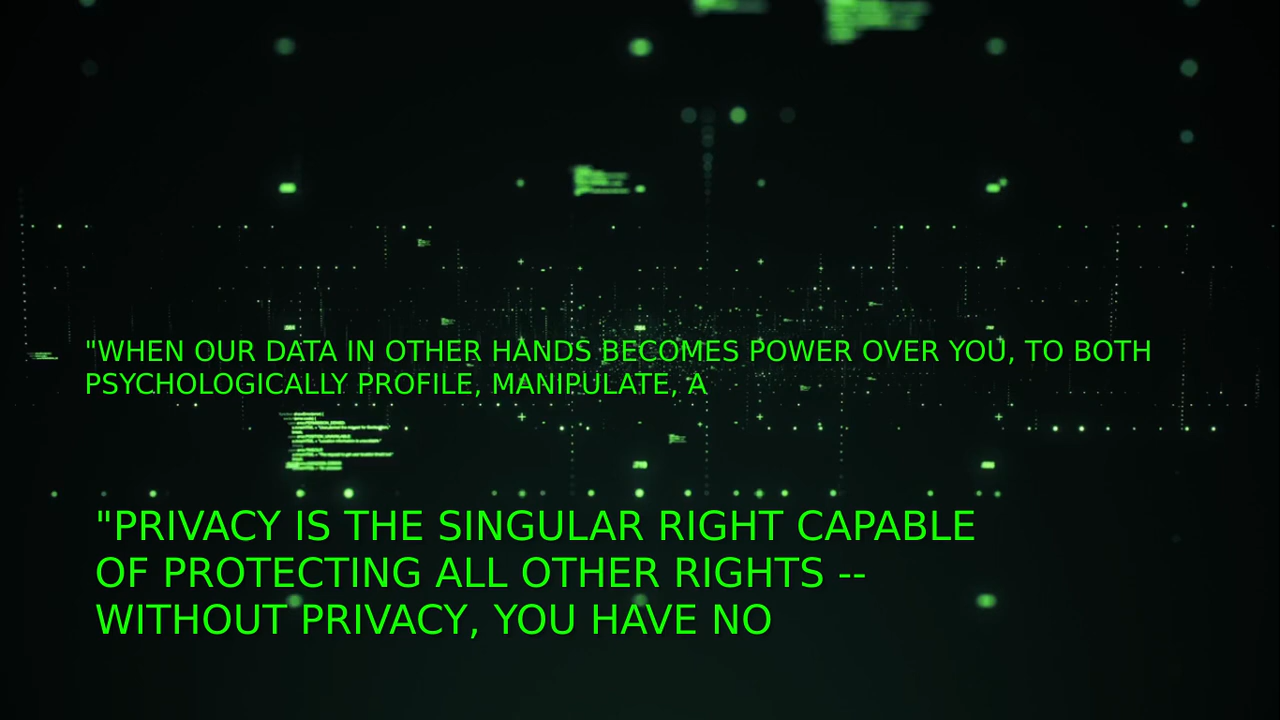 "WHEN OUR DATA IN OTHER HANDS BECOMES POWER OVER YOU, TO BOTH
PSYCHOLOGICALLY PROFILE, MANIPULATE, A
"PRIVACY IS THE SINGULAR RIGHT CAPABLE
OF PROTECTING ALL OTHER RIGHTS --
WITHOUT PRIVACY, YOU HAVE NO